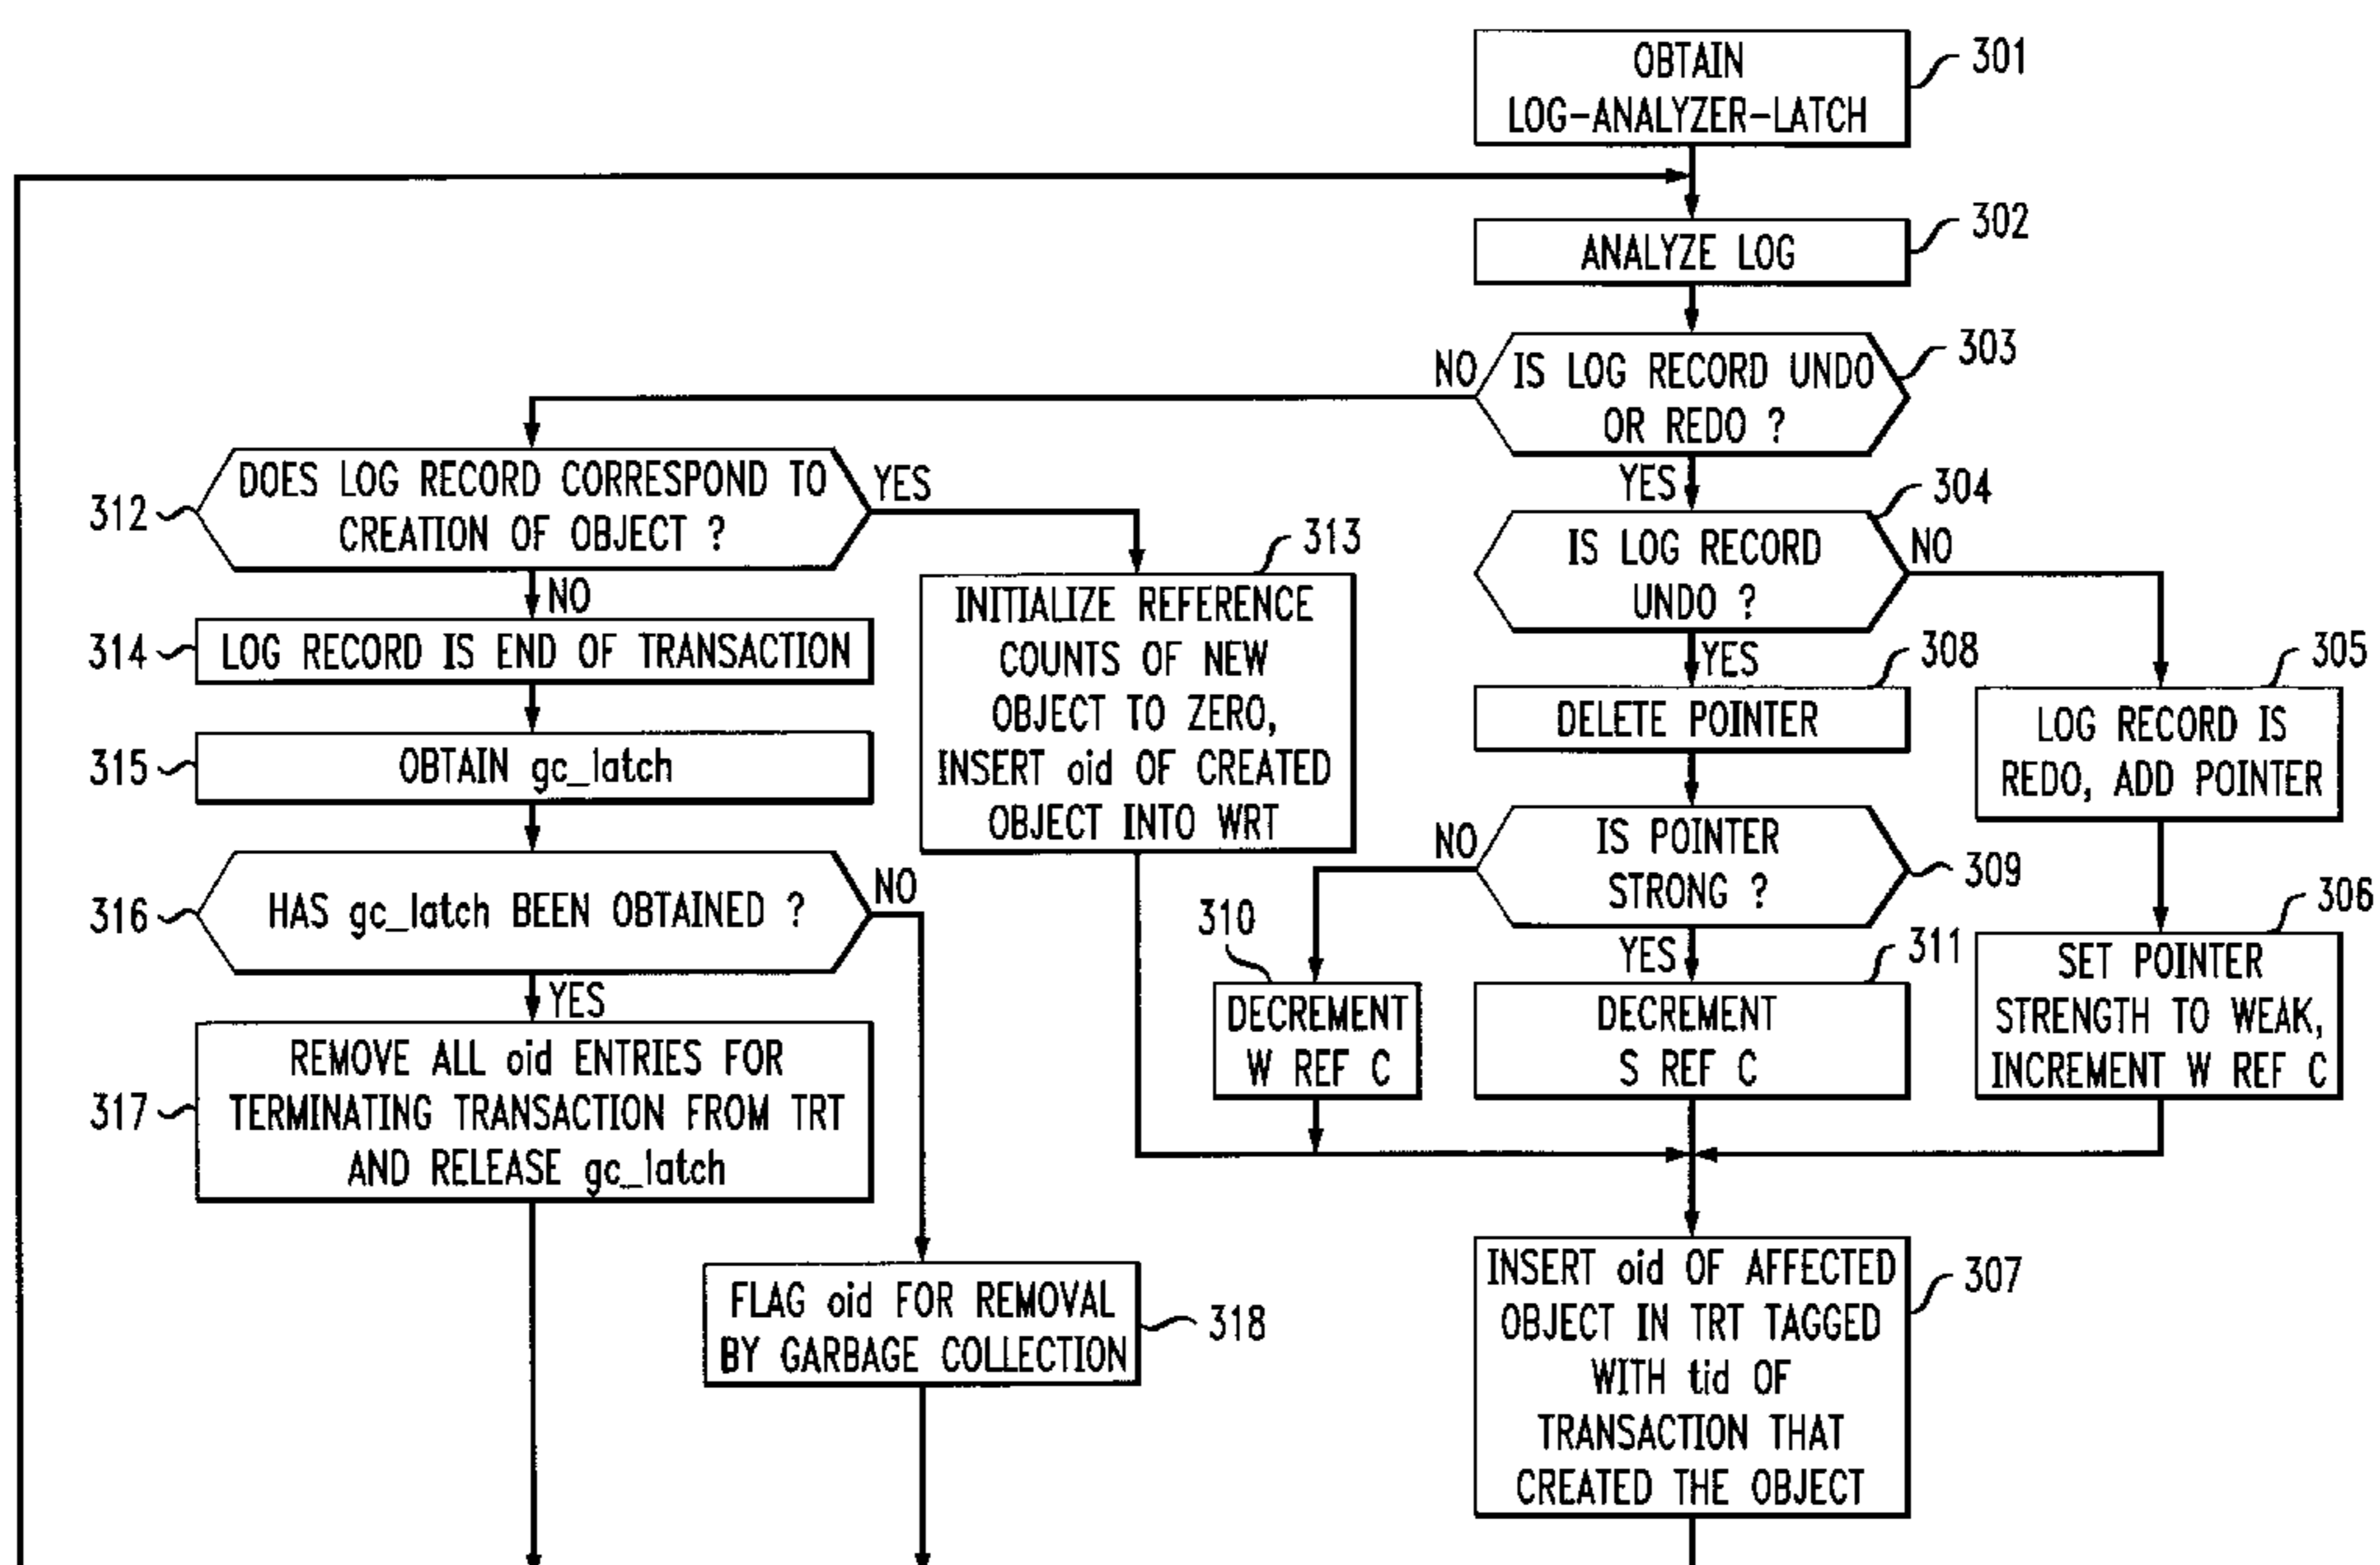 OBTAIN
LOG-ANALYZER-LATCH
301
ANALYZE LOG
302
IS LOG RECORD UNDO
OR REDO ?
303
NO
YES
DOES LOG RECORD CORRESPOND TO
CREATION OF OBJECT ?
312
YES
NO
IS LOG RECORD
UNDO ?
304
NO
YES
313
INITIALIZE REFERENCE
COUNTS OF NEW
OBJECT TO ZERO,
INSERT oid OF CREATED
OBJECT INTO WRT
314
LOG RECORD IS END OF TRANSACTION
308
DELETE POINTER
305
LOG RECORD IS
REDO, ADD POINTER
315
OBTAIN gc_latch
IS POINTER
STRONG ?
309
NO
YES
316
HAS gc_latch BEEN OBTAINED ?
NO
YES
310
DECREMENT
W REF C
311
DECREMENT
S REF C
306
SET POINTER
STRENGTH TO WEAK,
INCREMENT W REF C
317
REMOVE ALL oid ENTRIES FOR
TERMINATING TRANSACTION FROM TRT
AND RELEASE gc_latch
FLAG oid FOR REMOVAL
BY GARBAGE COLLECTION
318
INSERT oid OF AFFECTED
OBJECT IN TRT TAGGED
WITH tid OF
TRANSACTION THAT
CREATED THE OBJECT
307